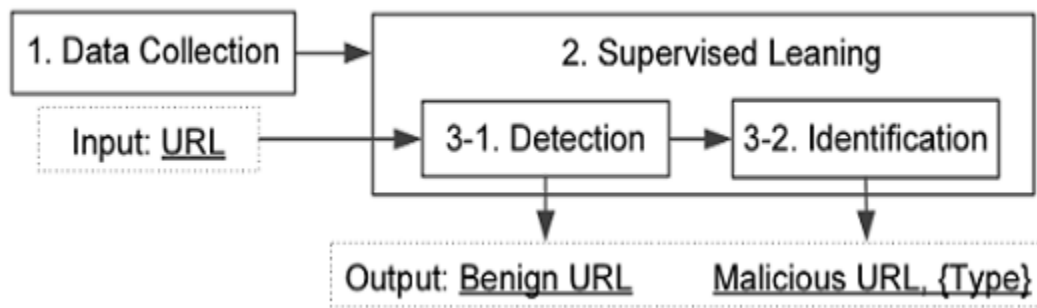 1. Data Collection
2. Supervised Leaning
Input: URL
3-1. Detection
3-2. Identification
Output: Benign URL
Malicious URL, {Type}